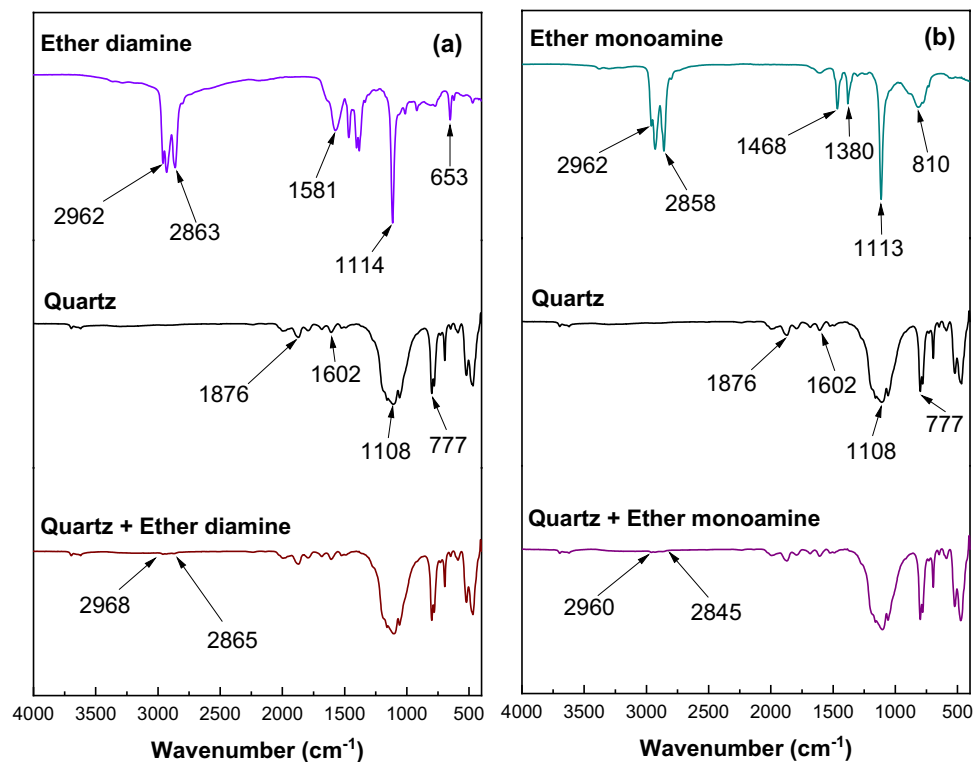 Ether diamine (a)
2962
2863
1581
653
1114
Quartz
1876
1602
1108
777
Quartz + Ether diamine
2968
2865
4000 3500 3000 2500 2000 1500 1000 500
Wavenumber (cm-1)
Ether monoamine (b)
2962
2858
1468
1380
810
1113
Quartz
1876
1602
1108
777
Quartz + Ether monoamine
2960
2845
4000 3500 3000 2500 2000 1500 1000 500
Wavenumber (cm-1)